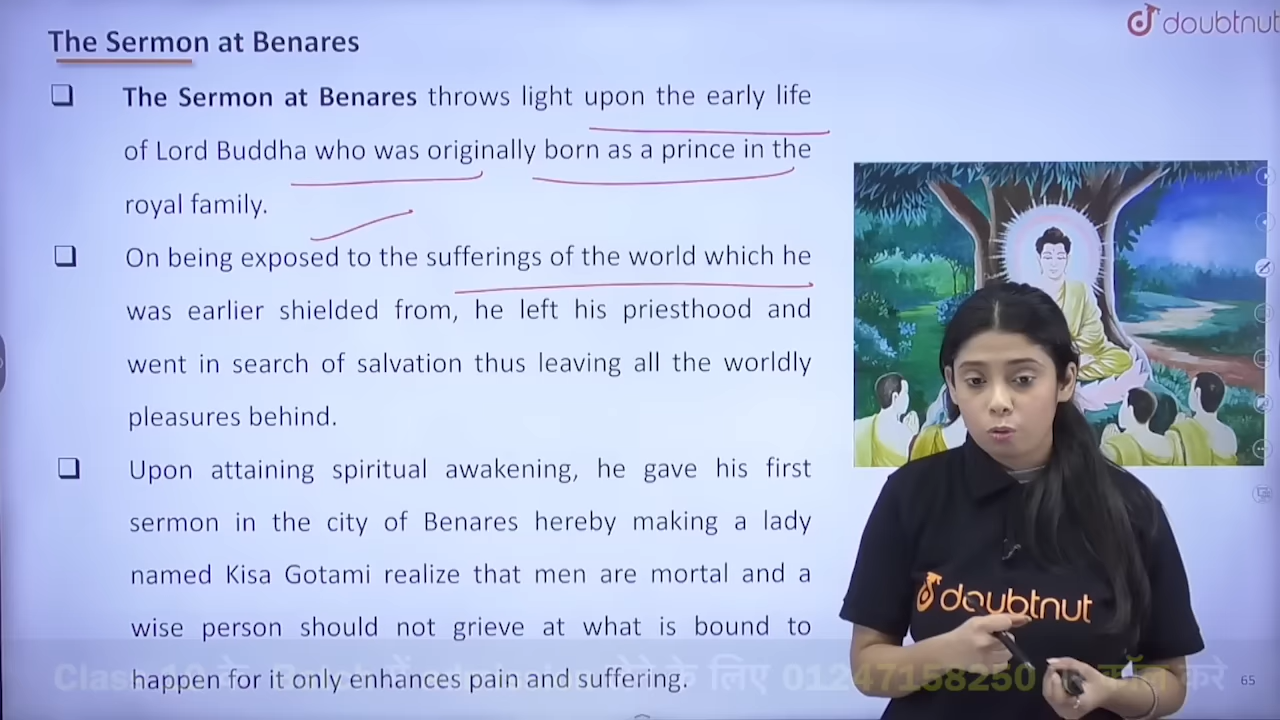 The Sermon at Benares
doubtnut
The Sermon at Benares throws light upon the early life
of Lord Buddha who was originally born as a prince in the
royal family.
On being exposed to the sufferings of the world which he
was earlier shielded from, he left his priesthood and
went in search of salvation thus leaving all the worldly
pleasures behind.
Upon attaining spiritual awakening, he gave his first
sermon in the city of Benares hereby making a lady
named Kisa Gotami realize that men are mortal and a
wise person should not grieve at what is bound to
happen for it only enhances pain and suffering.
doubtnut
Class 10 के लिए 01247158250 पर कॉल करे
65